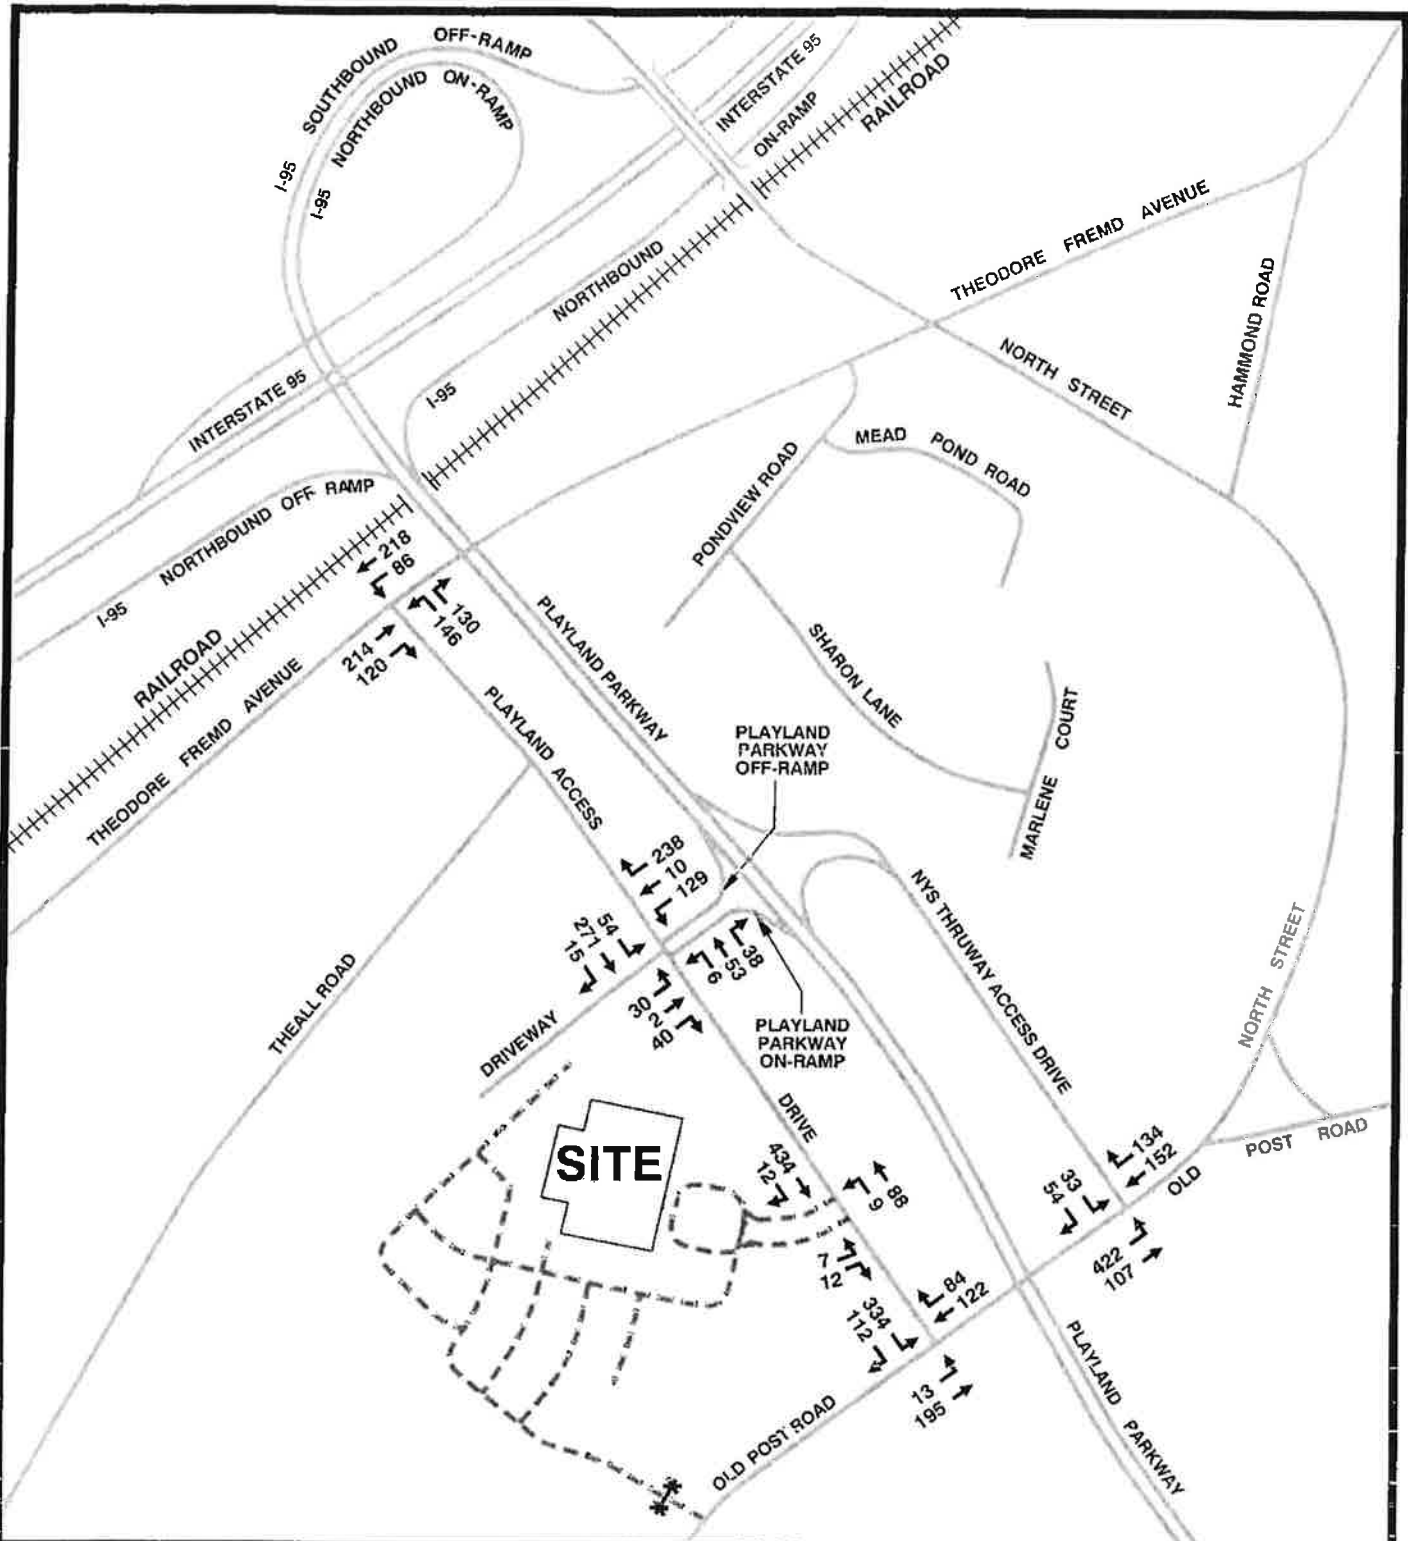 I-95 SOUTHBOUND OFF-RAMP
I-95 NORTHBOUND ON-RAMP
INTERSTATE 95
ON-RAMP
RAILROAD
THEODORE FREMD AVENUE
HAMMOND ROAD
NORTHBOUND
I-95
NORTH STREET
INTERSTATE 95
MEAD POND ROAD
PONDVIEW ROAD
I-95 NORTHBOUND OFF RAMP
218
86
130
146
214
120
RAILROAD
THEODORE FREMD AVENUE
PLAYLAND PARKWAY
SHARON LANE
MARLENE COURT
PLAYLAND ACCESS
PLAYLAND
PARKWAY
OFF-RAMP
238
10
129
54
271
15
38
53
6
30
2
40
NYS THRUWAY ACCESS DRIVE
NORTH STREET
THEALL ROAD
DRIVEWAY
PLAYLAND
PARKWAY
ON-RAMP
DRIVE
SITE
434
12
88
9
134
152
33
54
OLD
POST ROAD
422
107
7
12
84
122
334
112
13
195
OLD POST ROAD
PLAYLAND PARKWAY